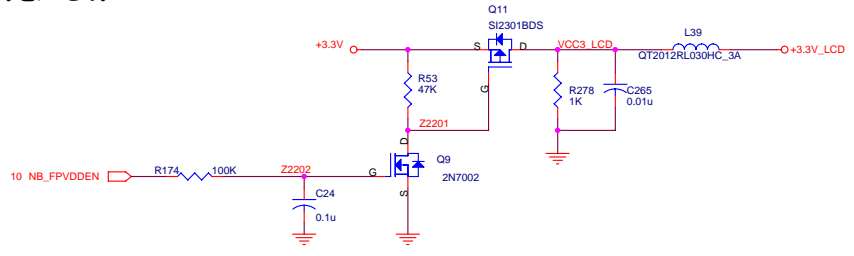 Q11
SI2301BDS
+3.3V
S
D
VCC3_LCD
L39
QT2012RL030HC_3A
+3.3V_LCD
R53
47K
G
R278
1K
C265
0.01u
Z2201
D
Q9
2N7002
G
S
10 NB_FPVDDEN
R174
100K
Z2202
C24
0.1u